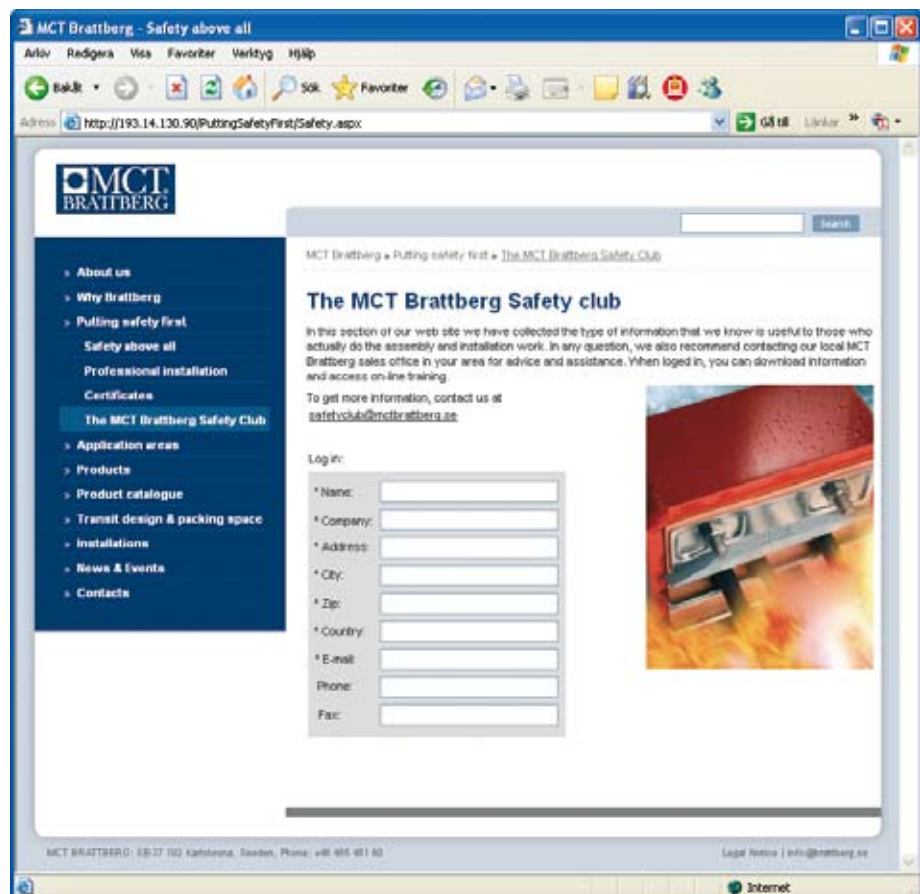 MCT Brattberg - Safety above all
Arkiv Redigera Visa Favoriter Verktyg Hjälp
Bakåt Sök Favoriter
Adress http://193.14.130.90/PuttingSafetyFirst/Safety.aspx Gå till Länkar
MCT
BRATTBERG
Search
MCT Brattberg » Putting safety first » The MCT Brattberg Safety Club
» About us
» Why Brattberg
» Putting safety first
Safety above all
Professional installation
Certificates
The MCT Brattberg Safety Club
» Application areas
» Products
» Product catalogue
» Transit design & packing space
» Installations
» News & Events
» Contacts
The MCT Brattberg Safety club
In this section of our web site we have collected the type of information that we know is useful to those who
actually do the assembly and installation work. In any question, we also recommend contacting our local MCT
Brattberg sales office in your area for advice and assistance. When loged in, you can download information
and access on-line training.
To get more information, contact us at
safetyclub@mctbrattberg.se
Log in:
* Name:
* Company:
* Address:
* City:
* Zip:
* Country:
* E-mail:
Phone:
Fax:
MCT BRATTBERG: Karlskrona, Sweden, Phone:
Legal Notice | info@brattberg.se
Internet